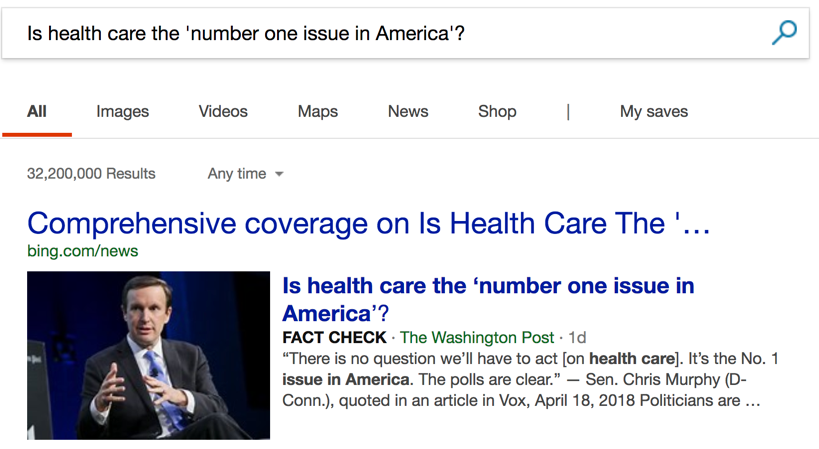 Is health care the 'number one issue in America'?
All Images Videos Maps News Shop | My saves
32,200,000 Results Any time
Comprehensive coverage on Is Health Care The '...
bing.com/news
Is health care the ‘number one issue in
America’?
FACT CHECK · The Washington Post · 1d
“There is no question we’ll have to act [on health care]. It’s the No. 1
issue in America. The polls are clear.” — Sen. Chris Murphy (D-
Conn.), quoted in an article in Vox, April 18, 2018 Politicians are ...